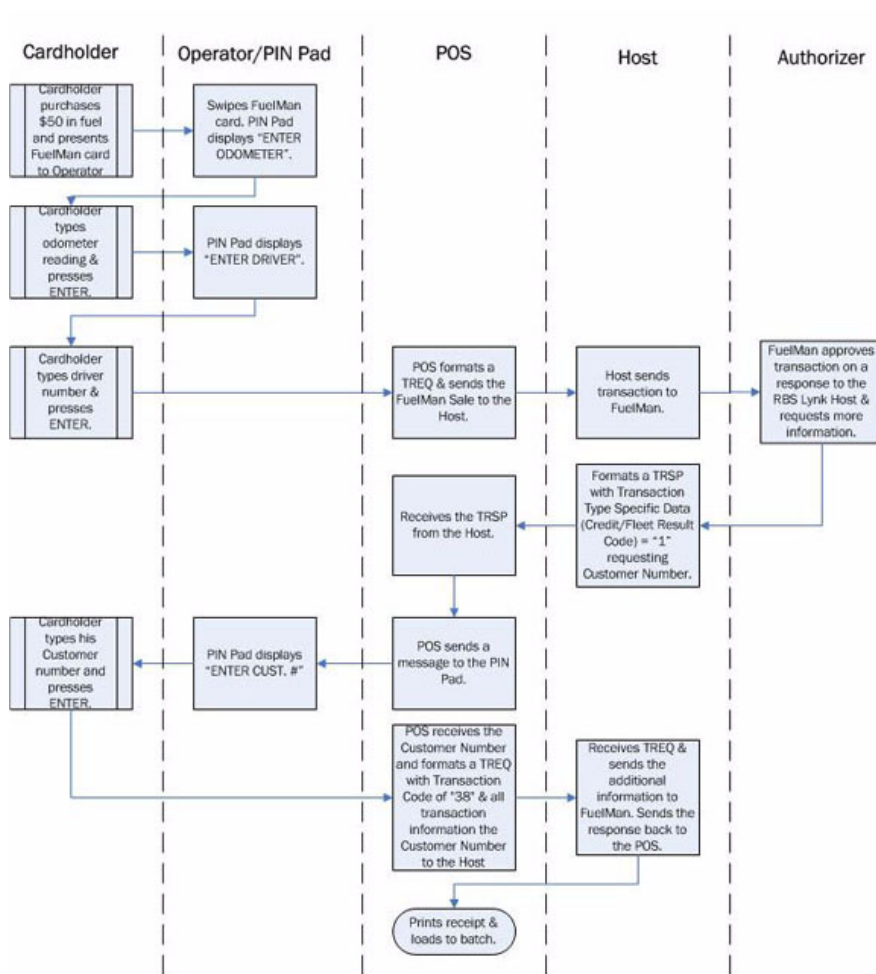 Cardholder
Operator/PIN Pad
POS
Host
Authorizer
Cardholder
purchases
$50 in fuel
and presents
FuelMan card
to Operator
Swipes FuelMan
card. PIN Pad
displays "ENTER
ODOMETER".
Cardholder
types
odometer
reading &
presses
ENTER.
PIN Pad displays
"ENTER DRIVER".
Cardholder
types driver
number &
presses
ENTER.
POS formats a
TREQ & sends the
FuelMan Sale to the
Host.
Host sends
transaction to
FuelMan.
FuelMan approves
transaction on a
response to the
RBS Lynk Host &
requests more
information.
Receives the TRSP
from the Host.
Formats a TRSP
with Transaction
Type Specific Data
(Credit/Fleet Result
Code) = "1"
requesting
Customer Number.
Cardholder
types his
Customer
number and
presses
ENTER.
PIN Pad displays
"ENTER CUST. #"
POS sends a
message to the PIN
Pad.
POS receives the
Customer Number
and formats a TREQ
with Transaction
Code of "38" & all
transaction
information the
Customer Number
to the Host
Receives TREQ &
sends the
additional
information to
FuelMan. Sends the
response back to
the POS.
Prints receipt &
loads to batch.